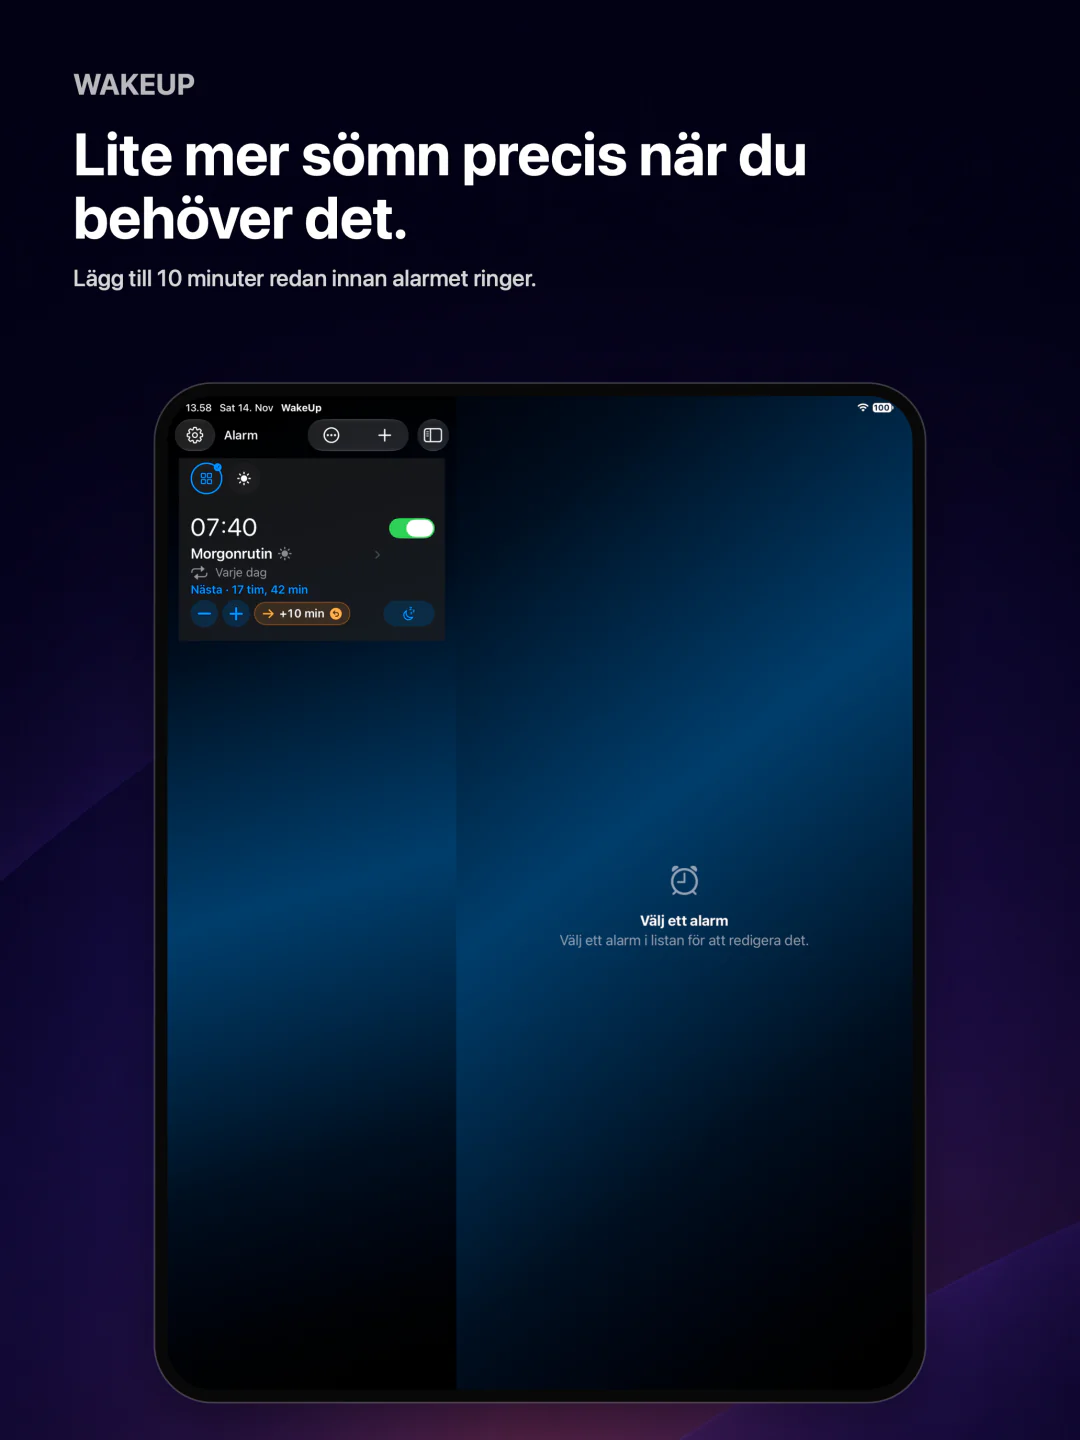 WAKEUP
Lite mer sömn precis när du
behöver det.
Lägg till 10 minuter redan innan alarmet ringer.
13.58 Sat 14. Nov WakeUp
100
Alarm
07:40
Morgonrutin
Varje dag
Nästa · 17 tim, 42 min
+10 min
Välj ett alarm
Välj ett alarm i listan för att redigera det.